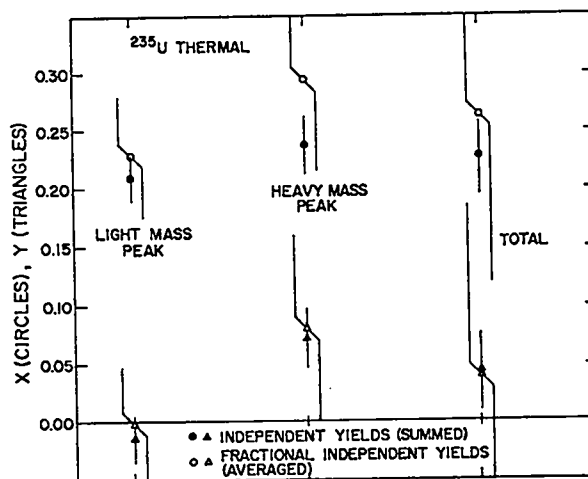 ²³⁵U THERMAL
X (CIRCLES), Y (TRIANGLES)
0.30
0.25
0.20
0.15
0.10
0.05
0.00
LIGHT MASS
PEAK
HEAVY MASS
PEAK
TOTAL
● ▲ INDEPENDENT YIELDS (SUMMED)
○ △ FRACTIONAL INDEPENDENT YIELDS
(AVERAGED)